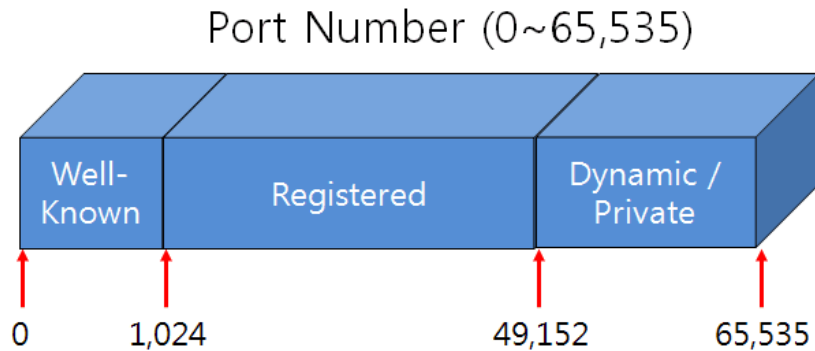 Port Number (0~65,535)
Well-
Known
Registered
Dynamic /
Private
0
1,024
49,152
65,535